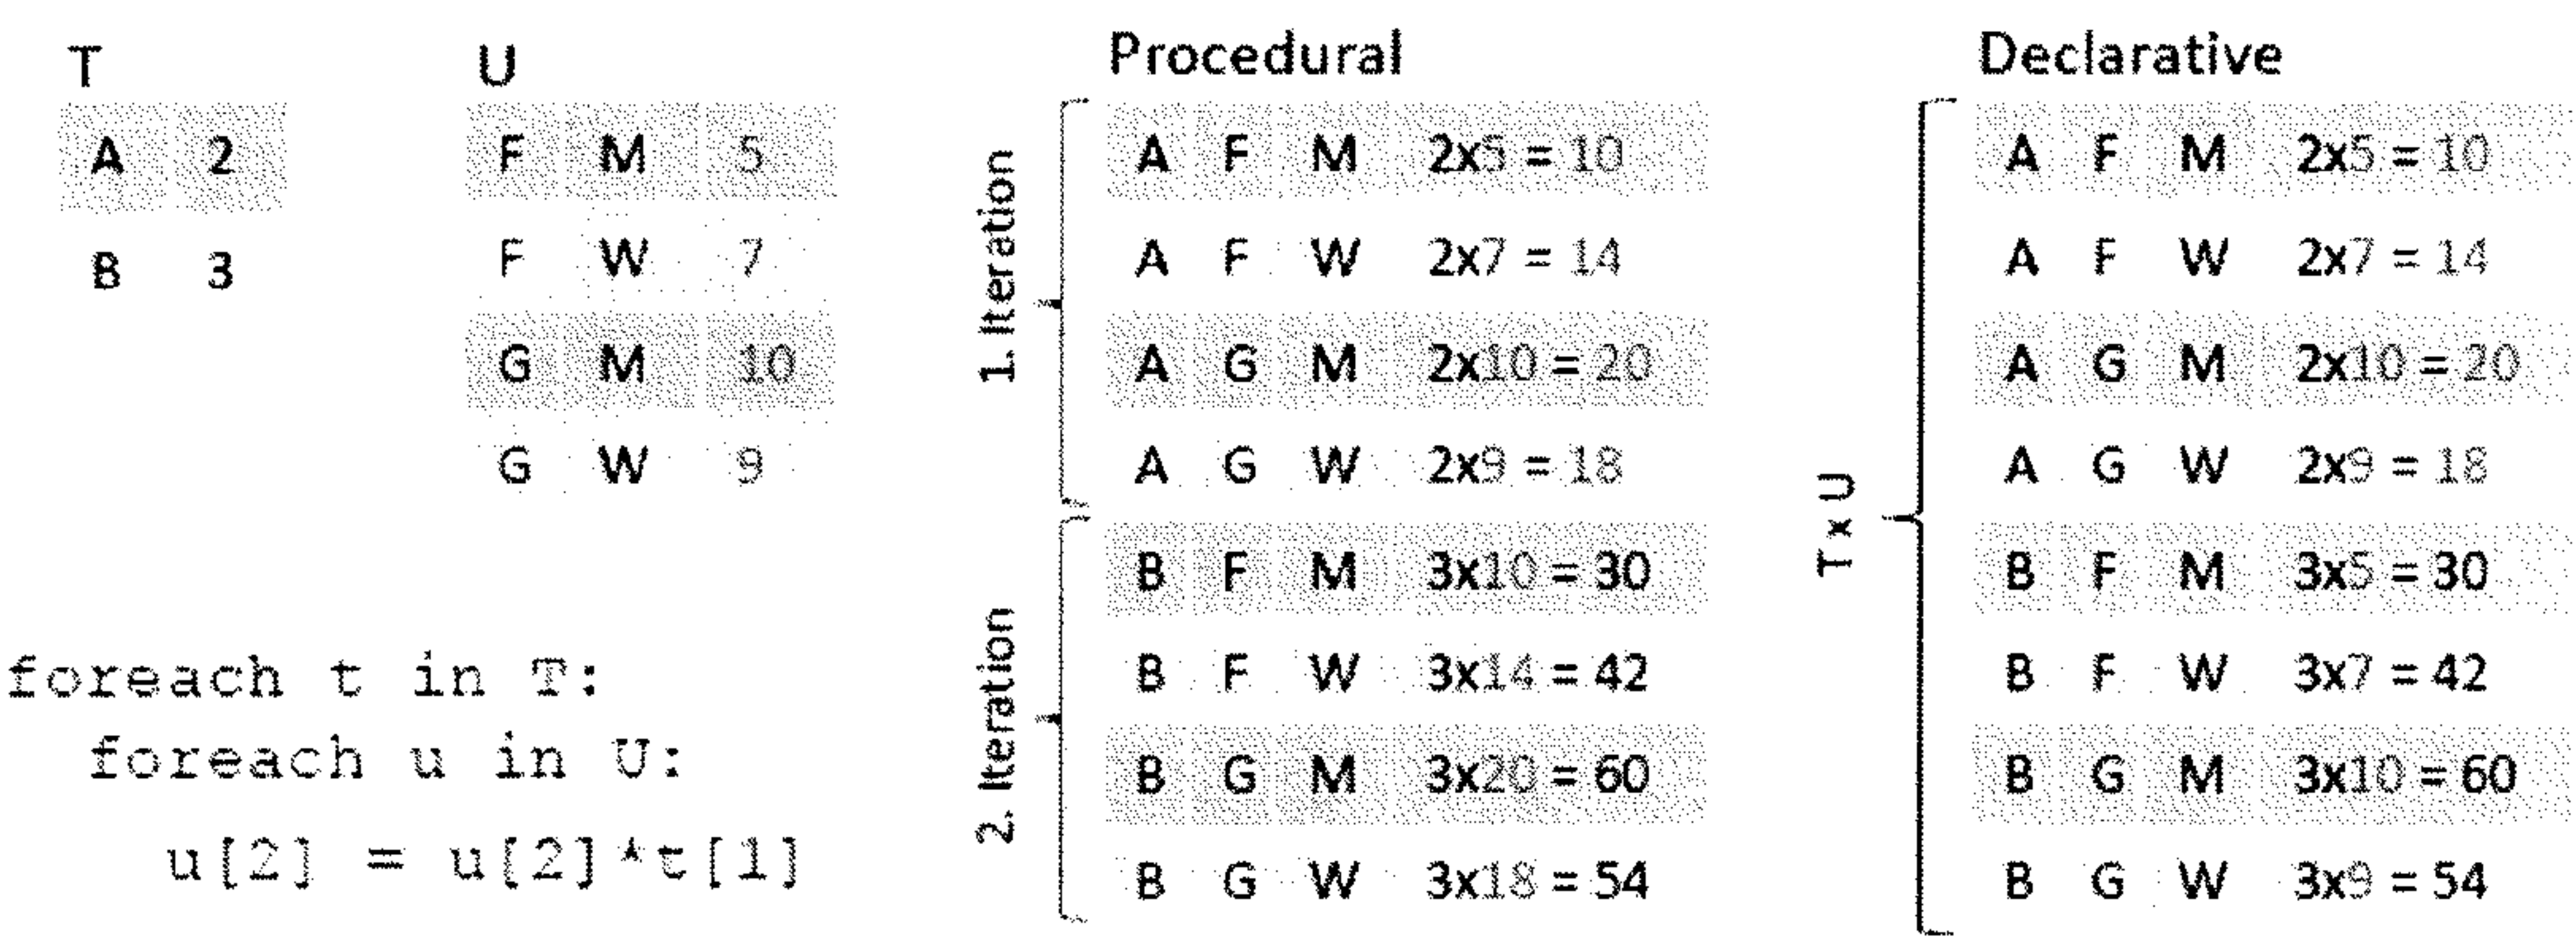 T
A 2
B 3
U
F M 5
F W 7
G M 10
G W 9
foreach t in T:
foreach u in U:
u[2] = u[2]*t[1]
Procedural
1. Iteration
A F M 2x5 = 10
A F W 2x7 = 14
A G M 2x10 = 20
A G W 2x9 = 18
2. Iteration
B F M 3x10 = 30
B F W 3x14 = 42
B G M 3x20 = 60
B G W 3x18 = 54
Declarative
T x U
A F M 2x5 = 10
A F W 2x7 = 14
A G M 2x10 = 20
A G W 2x9 = 18
B F M 3x5 = 30
B F W 3x7 = 42
B G M 3x10 = 60
B G W 3x9 = 54